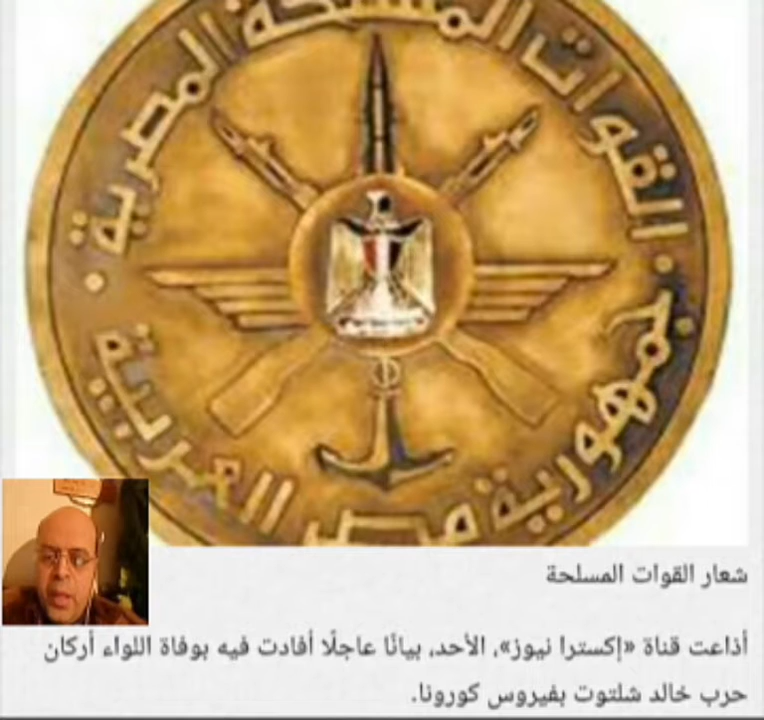 القوات المسلحة المصرية
جمهورية مصر العربية
شعار القوات المسلحة
أذاعت قناة «إكسترا نيوز»، الأحد، بيانًا عاجلًا أفادت فيه بوفاة اللواء أركان
حرب خالد شلتوت بفيروس كورونا.